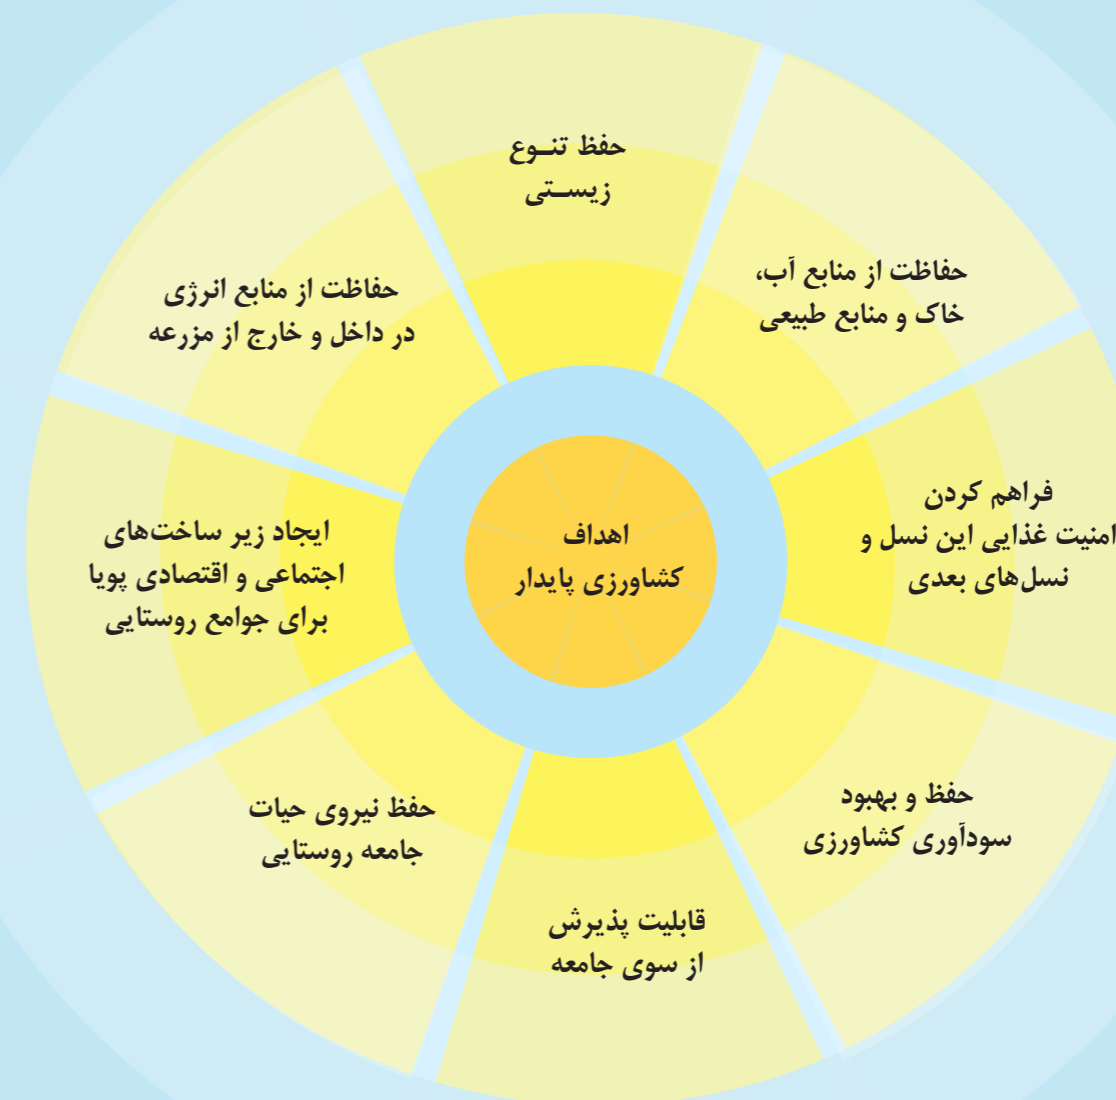 اهداف
کشاورزی پایدار
حفظ تنـوع
زیسـتی
حفاظت از منابع آب،
خاک و منابع طبیعی
فراهم کردن
امنیت غذایی این نسل و
نسل‌های بعدی
حفظ و بهبود
سودآوری کشاورزی
قابلیت پذیرش
از سوی جامعه
حفظ نیروی حیات
جامعه روستایی
ایجاد زیر ساخت‌های
اجتماعی و اقتصادی پویا
برای جوامع روستایی
حفاظت از منابع انرژی
در داخل و خارج از مزرعه